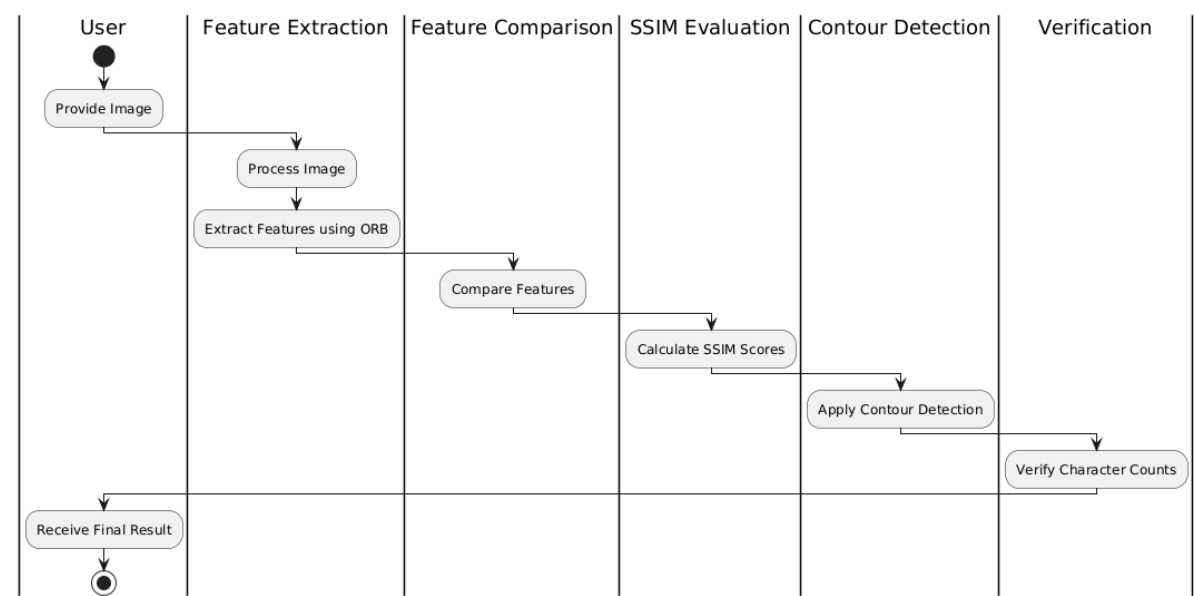 User
Feature Extraction
Feature Comparison
SSIM Evaluation
Contour Detection
Verification
Provide Image
Process Image
Extract Features using ORB
Compare Features
Calculate SSIM Scores
Apply Contour Detection
Verify Character Counts
Receive Final Result